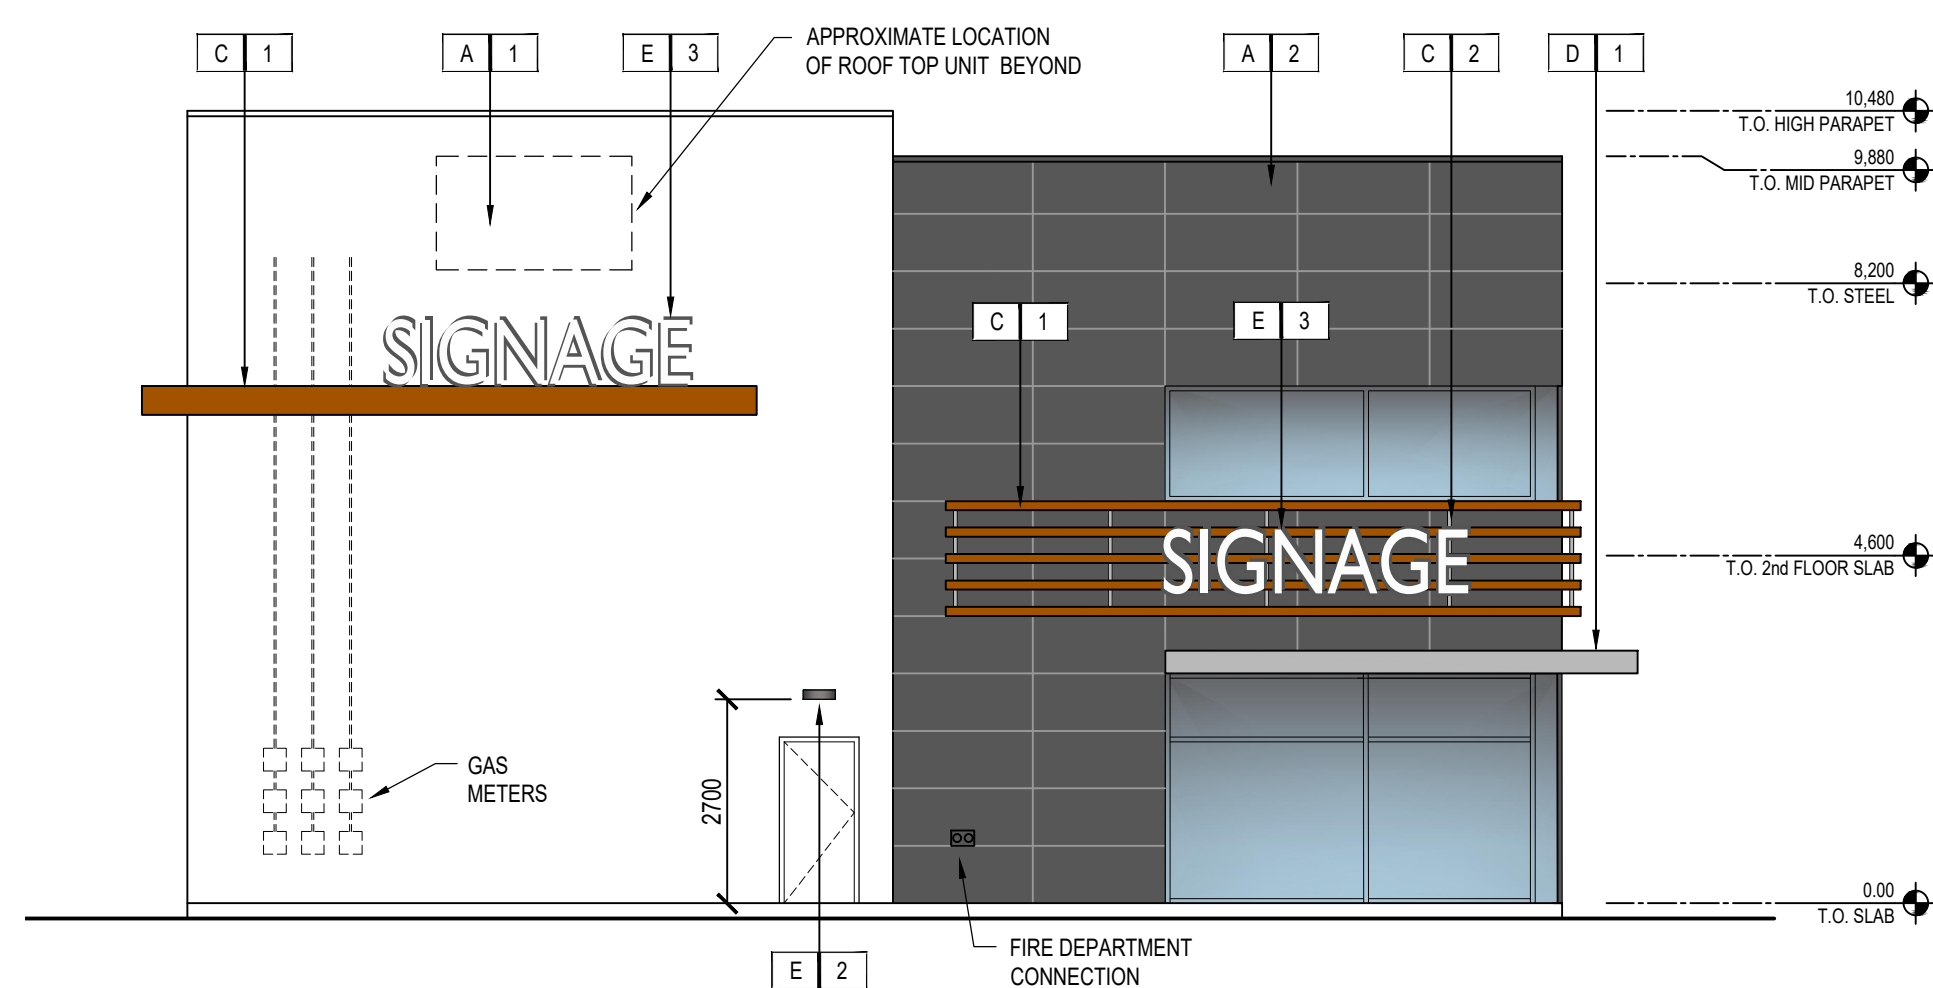 C 1
A 1
E 3
APPROXIMATE LOCATION
OF ROOF TOP UNIT BEYOND
A 2
C 2
D 1
10,480
T.O. HIGH PARAPET
9,880
T.O. MID PARAPET
8,200
T.O. STEEL
C 1
E 3
SIGNAGE
SIGNAGE
4,600
T.O. 2nd FLOOR SLAB
2700
GAS
METERS
0.00
T.O. SLAB
E 2
FIRE DEPARTMENT
CONNECTION